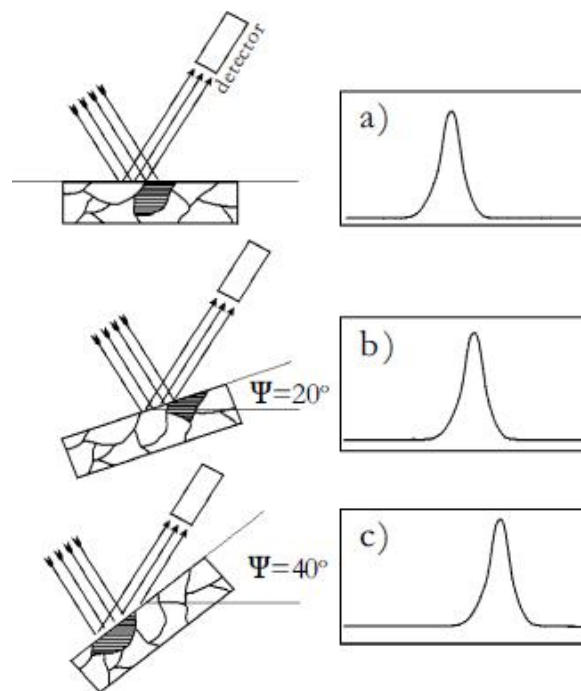 detector
a)
Ψ=20°
b)
Ψ=40°
c)